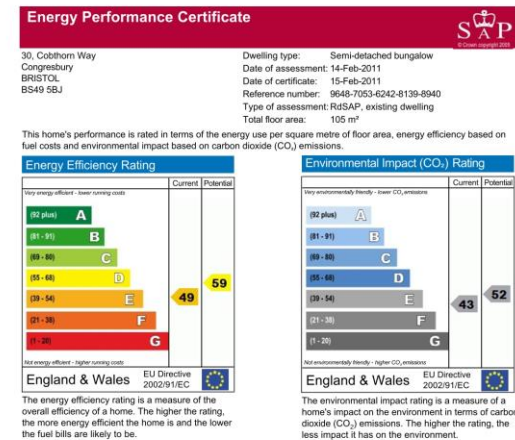 Energy Performance Certificate
SAP
© Crown copyright 2005
30, Cobthorn Way
Congresbury
BRISTOL
BS49 5BJ
Dwelling type: Semi-detached bungalow
Date of assessment: 14-Feb-2011
Date of certificate: 15-Feb-2011
Reference number: 9648-7053-6242-8139-8940
Type of assessment: RdSAP, existing dwelling
Total floor area: 105 m²
This home's performance is rated in terms of the energy use per square metre of floor area, energy efficiency based on
fuel costs and environmental impact based on carbon dioxide (CO₂) emissions.
Energy Efficiency Rating
Current Potential
Very energy efficient - lower running costs
(92 plus) A
(81 - 91) B
(69 - 80) C
(55 - 68) D
(39 - 54) E
(21 - 38) F
(1 - 20) G
49
59
Not energy efficient - higher running costs
England & Wales
EU Directive
2002/91/EC
The energy efficiency rating is a measure of the
overall efficiency of a home. The higher the rating,
the more energy efficient the home is and the lower
the fuel bills are likely to be.
Environmental Impact (CO₂) Rating
Current Potential
Very environmentally friendly - lower CO₂ emissions
(92 plus) A
(81 - 91) B
(69 - 80) C
(55 - 68) D
(39 - 54) E
(21 - 38) F
(1 - 20) G
43
52
Not environmentally friendly - higher CO₂ emissions
England & Wales
EU Directive
2002/91/EC
The environmental impact rating is a measure of a
home's impact on the environment in terms of carbon
dioxide (CO₂) emissions. The higher the rating, the
less impact it has on the environment.